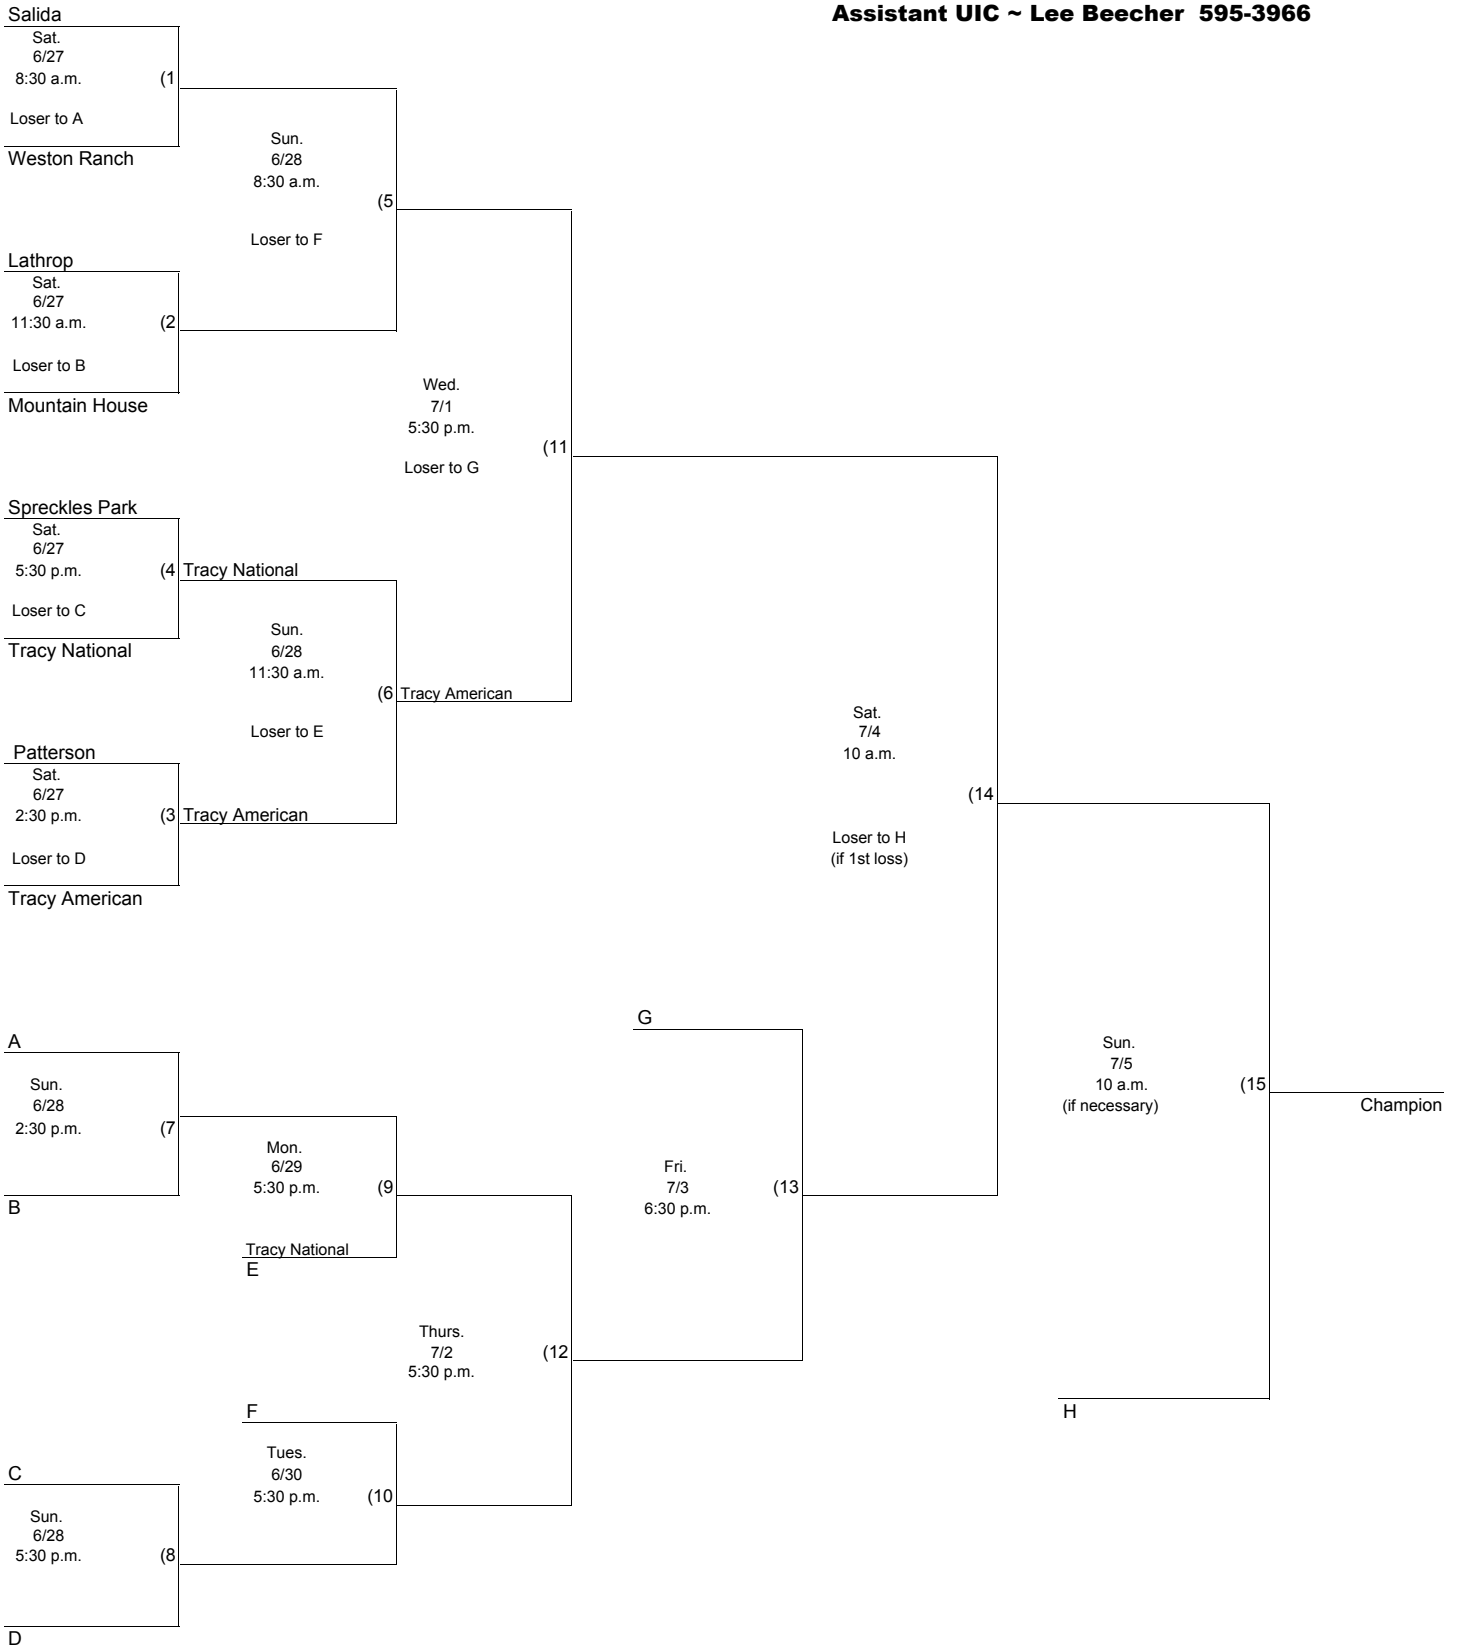 Assistant UIC ~ Lee Beecher 595-3966
Salida
Sat.
6/27
8:30 a.m.
(1
Loser to A
Weston Ranch
Sun.
6/28
8:30 a.m.
(5
Loser to F
Lathrop
Sat.
6/27
11:30 a.m.
(2
Loser to B
Mountain House
Wed.
7/1
5:30 p.m.
(11
Loser to G
Spreckles Park
Sat.
6/27
5:30 p.m.
(4
Tracy National
Loser to C
Tracy National
Sun.
6/28
11:30 a.m.
(6
Tracy American
Loser to E
Patterson
Sat.
6/27
2:30 p.m.
(3
Tracy American
Loser to D
Tracy American
Sat.
7/4
10 a.m.
(14
Loser to H
(if 1st loss)
A
Sun.
6/28
2:30 p.m.
(7
B
Mon.
6/29
5:30 p.m.
(9
Tracy National
E
G
Fri.
7/3
6:30 p.m.
(13
Sun.
7/5
10 a.m.
(if necessary)
(15
Champion
Thurs.
7/2
5:30 p.m.
(12
F
Tues.
6/30
5:30 p.m.
(10
H
C
Sun.
6/28
5:30 p.m.
(8
D